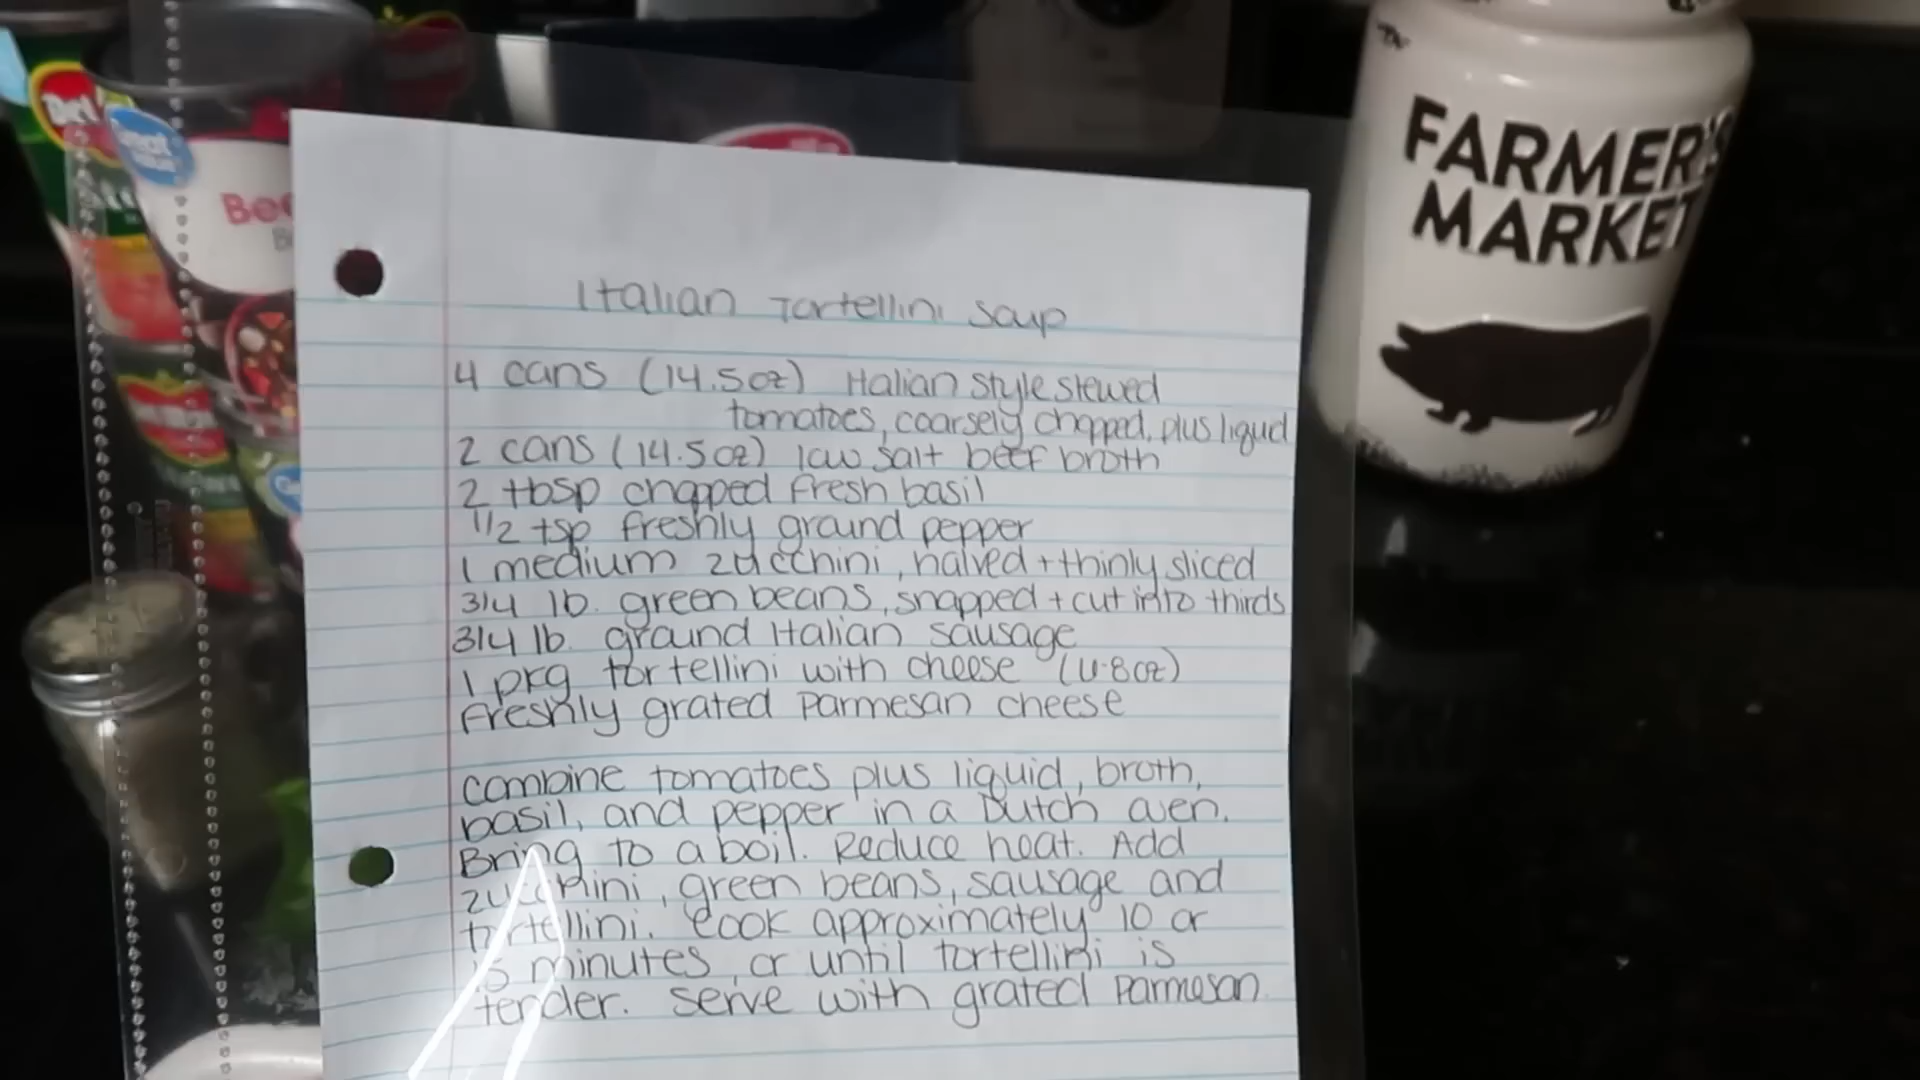 Del
Great Value
Bee
FARMER'S
MARKET
Italian Tortellini Soup
4 cans (14.5oz) Italian Style stewed
tomatoes, coarsely chopped, plus liquid
2 cans (14.5oz) low salt beef broth
2 tbsp chopped fresh basil
1/2 tsp freshly ground pepper
1 medium zucchini, halved + thinly sliced
3/4 lb. green beans, snapped + cut into thirds
3/4 lb. ground Italian sausage
1 pkg tortellini with cheese (6-8oz)
Freshly grated Parmesan cheese
Combine tomatoes plus liquid, broth,
basil, and pepper in a Dutch oven.
Bring to a boil. Reduce heat. Add
zucchini, green beans, sausage and
tortellini. Cook approximately 10 or
15 minutes, or until tortellini is
tender. Serve with grated Parmesan